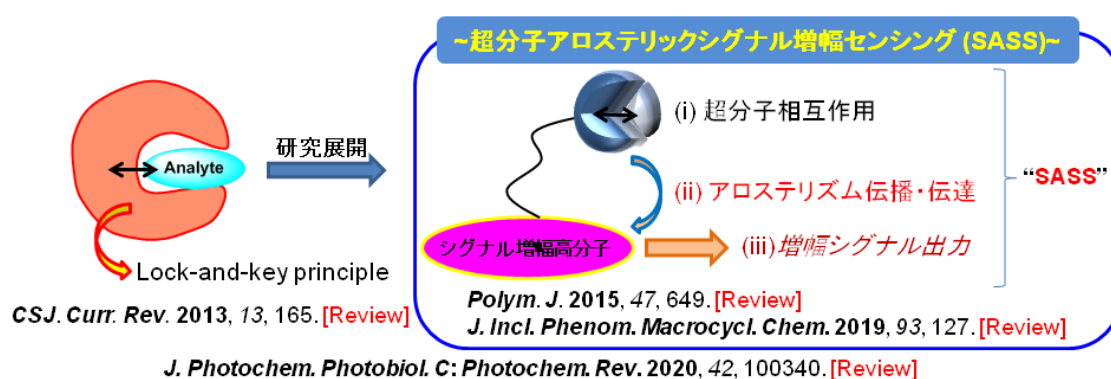 ~超分子アロステリックシグナル増幅センシング (SASS)~
Analyte
研究展開
(i) 超分子相互作用
(ii) アロステリズム伝播・伝達
“SASS”
シグナル増幅高分子
(iii) 増幅シグナル出力
Lock-and-key principle
CSJ. Curr. Rev. 2013, 13, 165. [Review]
Polym. J. 2015, 47, 649. [Review]
J. Incl. Phenom. Macrocycl. Chem. 2019, 93, 127. [Review]
J. Photochem. Photobiol. C: Photochem. Rev. 2020, 42, 100340. [Review]